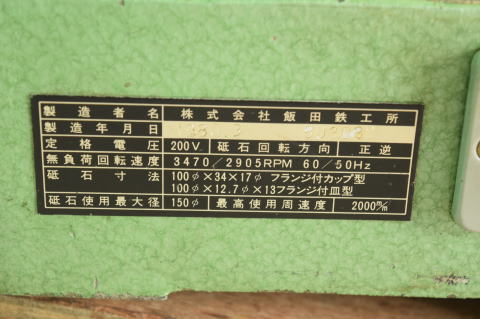 製造者名 株式会社飯田鉄工所
製造年月日
定格電圧 200V 砥石回転方向 正逆
無負荷回転速度 3470/2905RPM 60/50Hz
砥石寸法 100φ×34×17φ フランジ付カップ型
100φ×12.7φ×13フランジ付皿型
砥石使用最大径 150φ 最高使用周速度 2000m/m